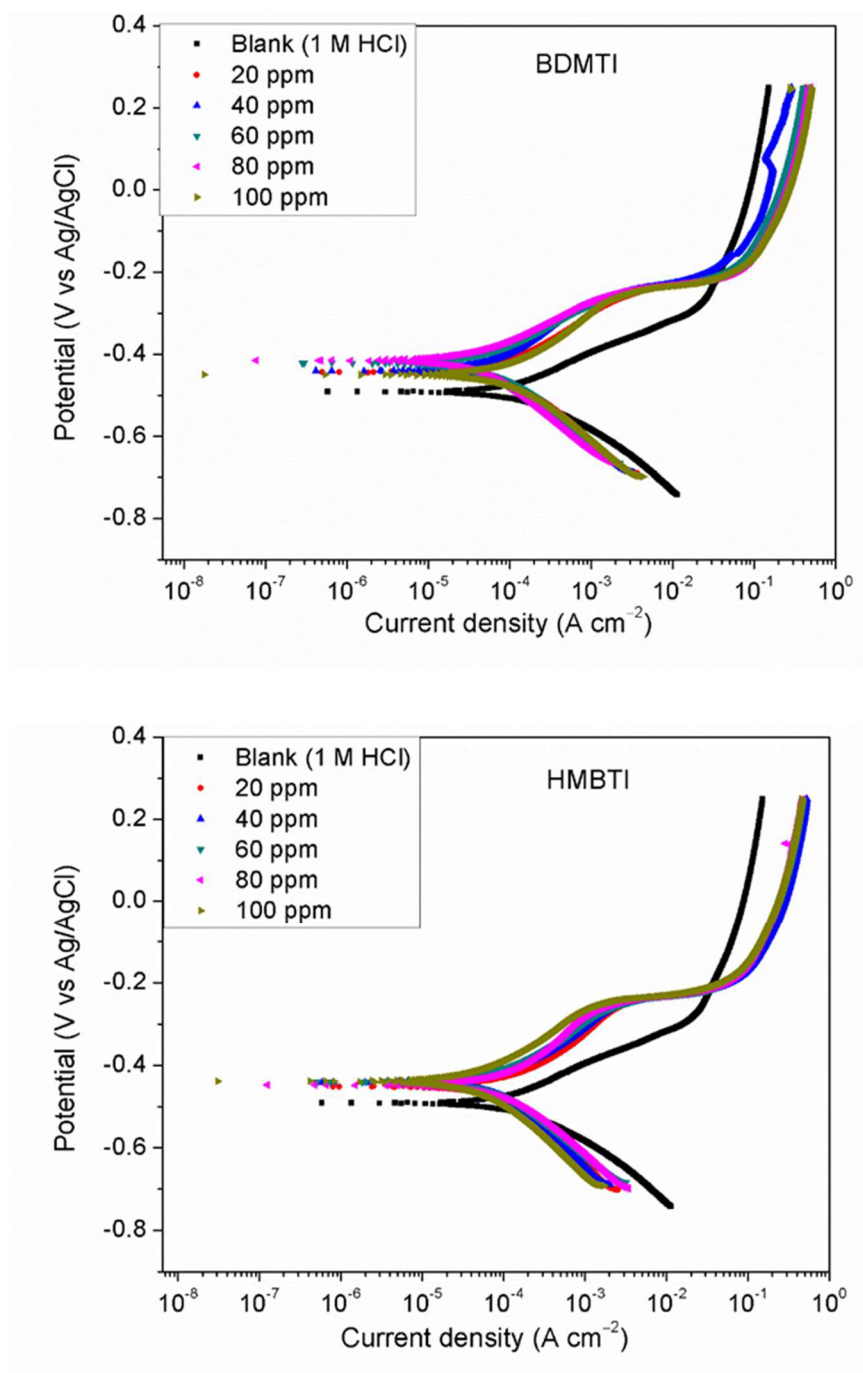 0.4
0.2
0.0
-0.2
-0.4
-0.6
-0.8
Potential (V vs Ag/AgCl)
Blank (1 M HCl)
20 ppm
40 ppm
60 ppm
80 ppm
100 ppm
BDMTI
10⁻⁸ 10⁻⁷ 10⁻⁶ 10⁻⁵ 10⁻⁴ 10⁻³ 10⁻² 10⁻¹ 10⁰
Current density (A cm⁻²)
0.4
0.2
0.0
-0.2
-0.4
-0.6
-0.8
Potential (V vs Ag/AgCl)
Blank (1 M HCl)
20 ppm
40 ppm
60 ppm
80 ppm
100 ppm
HMBTI
10⁻⁸ 10⁻⁷ 10⁻⁶ 10⁻⁵ 10⁻⁴ 10⁻³ 10⁻² 10⁻¹ 10⁰
Current density (A cm⁻²)